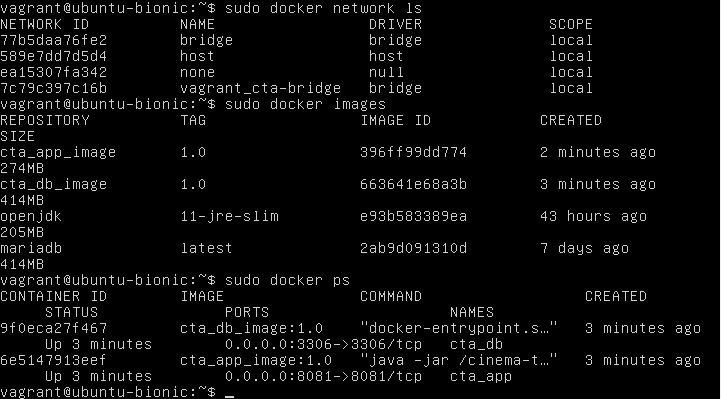 vagrant@ubuntu-bionic:~$ sudo docker network ls
NETWORK ID          NAME                 DRIVER              SCOPE
77b5daa76fe2        bridge               bridge              local
589e7dd7d5d4        host                 host                local
ea15307fa342        none                 null                local
7c79c397c16b        vagrant_cta-bridge   bridge              local
vagrant@ubuntu-bionic:~$ sudo docker images
REPOSITORY          TAG                 IMAGE ID            CREATED
SIZE
cta_app_image       1.0                 396ff99dd774        2 minutes ago
274MB
cta_db_image        1.0                 663641e68a3b        3 minutes ago
414MB
openjdk             11-jre-slim         e93b583389ea        43 hours ago
205MB
mariadb             latest              2ab9d091310d        7 days ago
414MB
vagrant@ubuntu-bionic:~$ sudo docker ps
CONTAINER ID        IMAGE               COMMAND                  CREATED
     STATUS              PORTS                    NAMES
9f0eca27f467        cta_db_image:1.0    "docker-entrypoint.s…"   3 minutes ago
     Up 3 minutes        0.0.0.0:3306->3306/tcp   cta_db
6e5147913eef        cta_app_image:1.0   "java -jar /cinema-t…"   3 minutes ago
     Up 3 minutes        0.0.0.0:8081->8081/tcp   cta_app
vagrant@ubuntu-bionic:~$ _